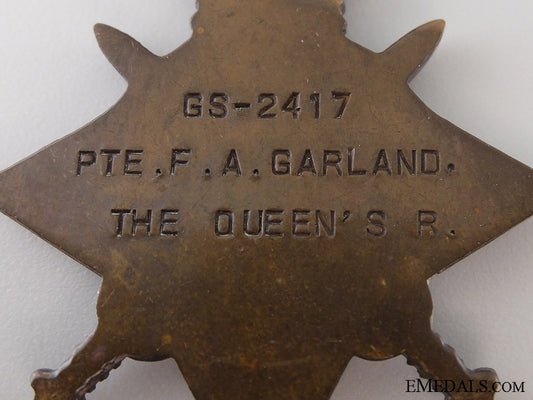 GS-2417
PTE.F.A.GARLAND.
THE QUEEN'S R.
EMEDALS.COM